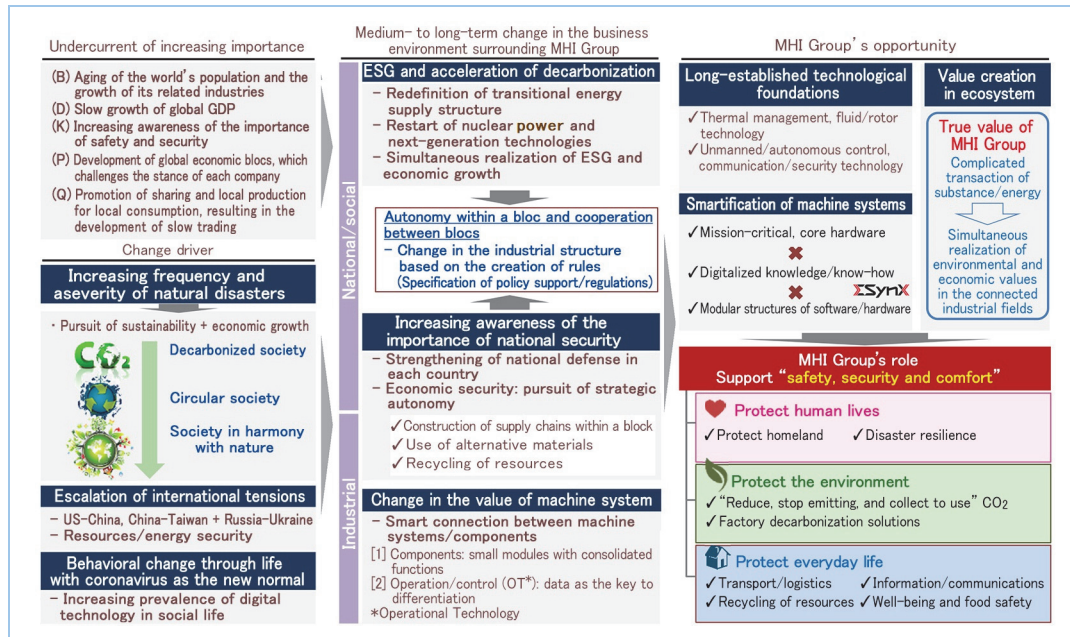 Undercurrent of increasing importance
(B) Aging of the world's population and the
growth of its related industries
(D) Slow growth of global GDP
(K) Increasing awareness of the importance
of safety and security
(P) Development of global economic blocs, which
challenges the stance of each company
(Q) Promotion of sharing and local production
for local consumption, resulting in the
development of slow trading
Change driver
Increasing frequency and
aseverity of natural disasters
・Pursuit of sustainability + economic growth
CO2
Decarbonized society
Circular society
Society in harmony
with nature
Escalation of international tensions
- US-China, China-Taiwan + Russia-Ukraine
- Resources/energy security
Behavioral change through life
with coronavirus as the new normal
- Increasing prevalence of digital
technology in social life
Medium- to long-term change in the business
environment surrounding MHI Group
National/social
ESG and acceleration of decarbonization
- Redefinition of transitional energy
supply structure
- Restart of nuclear power and
next-generation technologies
- Simultaneous realization of ESG and
economic growth
Autonomy within a bloc and cooperation
between blocs
- Change in the industrial structure
based on the creation of rules
(Specification of policy support/regulations)
Increasing awareness of the
importance of national security
- Strengthening of national defense in
each country
- Economic security: pursuit of strategic
autonomy
✓Construction of supply chains within a block
✓Use of alternative materials
✓Recycling of resources
Industrial
Change in the value of machine system
- Smart connection between machine
systems/components
[1] Components: small modules with consolidated
functions
[2] Operation/control (OT*): data as the key to
differentiation
*Operational Technology
MHI Group's opportunity
Long-established technological
foundations
✓Thermal management, fluid/rotor
technology
✓Unmanned/autonomous control,
communication/security technology
Smartification of machine systems
✓Mission-critical, core hardware
✖
✓Digitalized knowledge/know-how
✖ ΣSynX
✓Modular structures of software/hardware
Value creation
in ecosystem
True value of
MHI Group
Complicated
transaction of
substance/energy
Simultaneous
realization of
environmental and
economic values
in the connected
industrial fields
MHI Group's role
Support "safety, security and comfort"
Protect human lives
✓Protect homeland ✓Disaster resilience
Protect the environment
✓"Reduce, stop emitting, and collect to use" CO2
✓Factory decarbonization solutions
Protect everyday life
✓Transport/logistics ✓Information/communications
✓Recycling of resources ✓Well-being and food safety